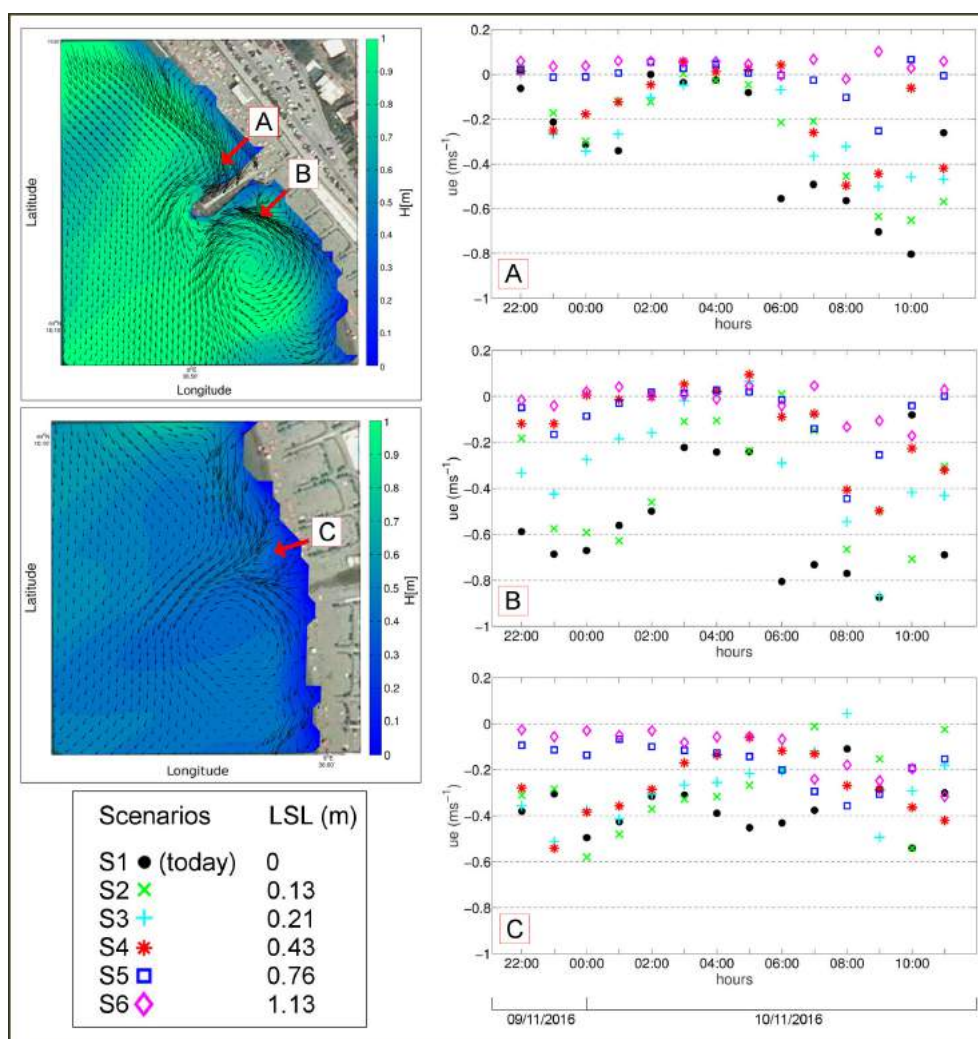 A
B
Latitude
Longitude
H[m]
1
0.9
0.8
0.7
0.6
0.5
0.4
0.3
0.2
0.1
0
C
Latitude
Longitude
H[m]
1
0.9
0.8
0.7
0.6
0.5
0.4
0.3
0.2
0.1
0
Scenarios LSL (m)
S1 (today) 0
S2 0.13
S3 0.21
S4 0.43
S5 0.76
S6 1.13
0.2
0
−0.2
−0.4
−0.6
−0.8
−1
ue (ms⁻¹)
A
22:00 00:00 02:00 04:00 06:00 08:00 10:00
hours
0.2
0
−0.2
−0.4
−0.6
−0.8
−1
ue (ms⁻¹)
B
22:00 00:00 02:00 04:00 06:00 08:00 10:00
hours
0.2
0
−0.2
−0.4
−0.6
−0.8
−1
ue (ms⁻¹)
C
22:00 00:00 02:00 04:00 06:00 08:00 10:00
hours
09/11/2016 10/11/2016